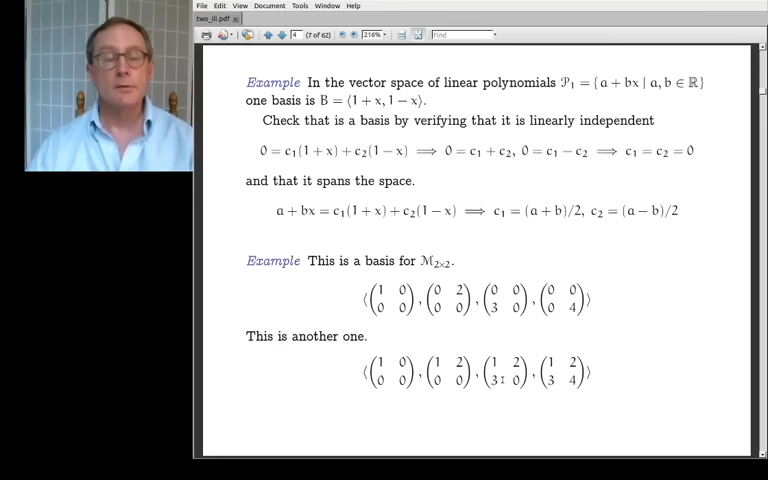 File Edit View Document Tools Window Help
two_iii.pdf
4 (7 of 62) 216% Find
Example In the vector space of linear polynomials 𝒫₁ = {a + bx | a, b ∈ ℝ}
one basis is B = ⟨1 + x, 1 − x⟩.
Check that is a basis by verifying that it is linearly independent
0 = c₁(1 + x) + c₂(1 − x) ⟹ 0 = c₁ + c₂, 0 = c₁ − c₂ ⟹ c₁ = c₂ = 0
and that it spans the space.
a + bx = c₁(1 + x) + c₂(1 − x) ⟹ c₁ = (a + b)/2, c₂ = (a − b)/2
Example This is a basis for ℳ₂ₓ₂.
⟨(1 0), (0 2), (0 0), (0 0)⟩
(0 0) (0 0) (3 0) (0 4)
This is another one.
⟨(1 0), (1 2), (1 2), (1 2)⟩
(0 0) (0 0) (3 0) (3 4)